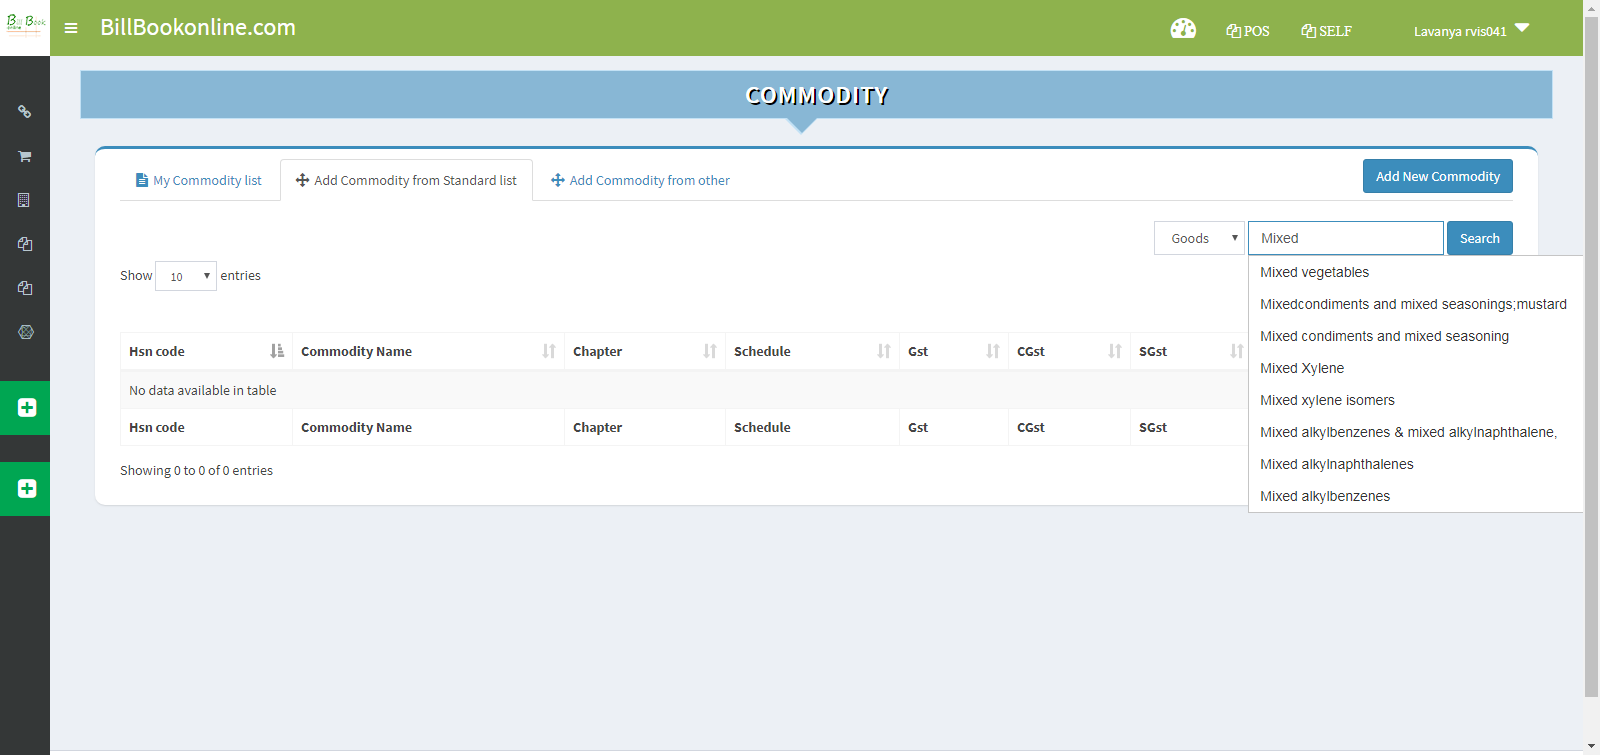 Bill Book
online
BillBookonline.com
POS
SELF
Lavanya rvis041
COMMODITY
My Commodity list
Add Commodity from Standard list
Add Commodity from other
Add New Commodity
Goods
Mixed
Search
Show 10 entries
Mixed vegetables
Mixedcondiments and mixed seasonings;mustard
Mixed condiments and mixed seasoning
Mixed Xylene
Mixed xylene isomers
Mixed alkylbenzenes & mixed alkylnaphthalene,
Mixed alkylnaphthalenes
Mixed alkylbenzenes
Hsn code Commodity Name Chapter Schedule Gst CGst SGst
No data available in table
Hsn code Commodity Name Chapter Schedule Gst CGst SGst
Showing 0 to 0 of 0 entries